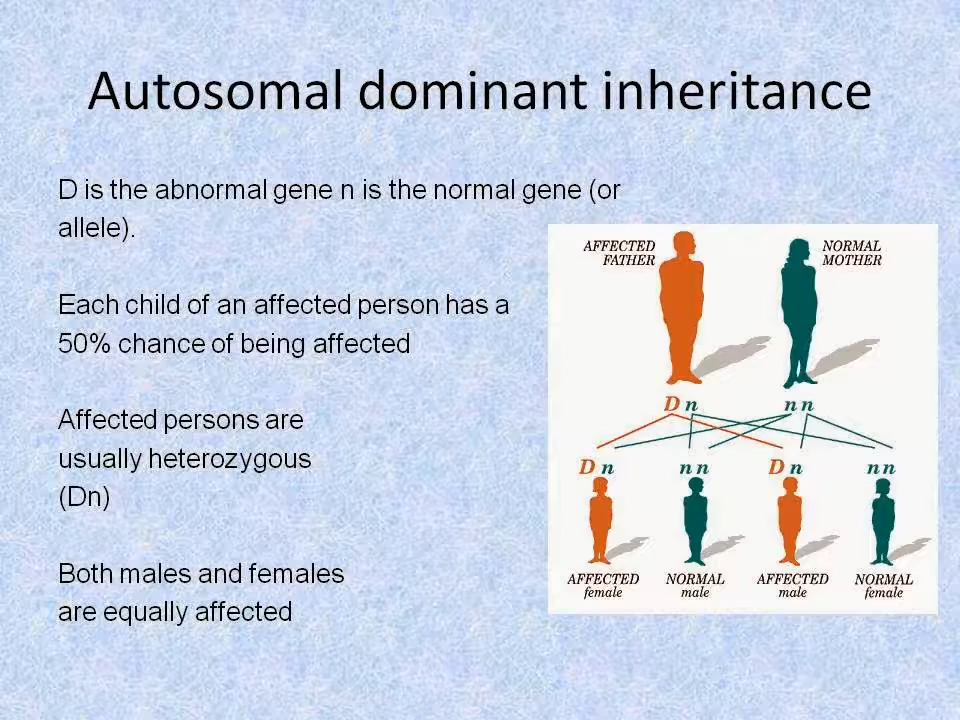 Autosomal dominant inheritance
D is the abnormal gene n is the normal gene (or
allele).
Each child of an affected person has a
50% chance of being affected
Affected persons are
usually heterozygous
(Dn)
Both males and females
are equally affected
AFFECTED
FATHER
NORMAL
MOTHER
D n
n n
D n
n n
D n
n n
AFFECTED
female
NORMAL
male
AFFECTED
male
NORMAL
female